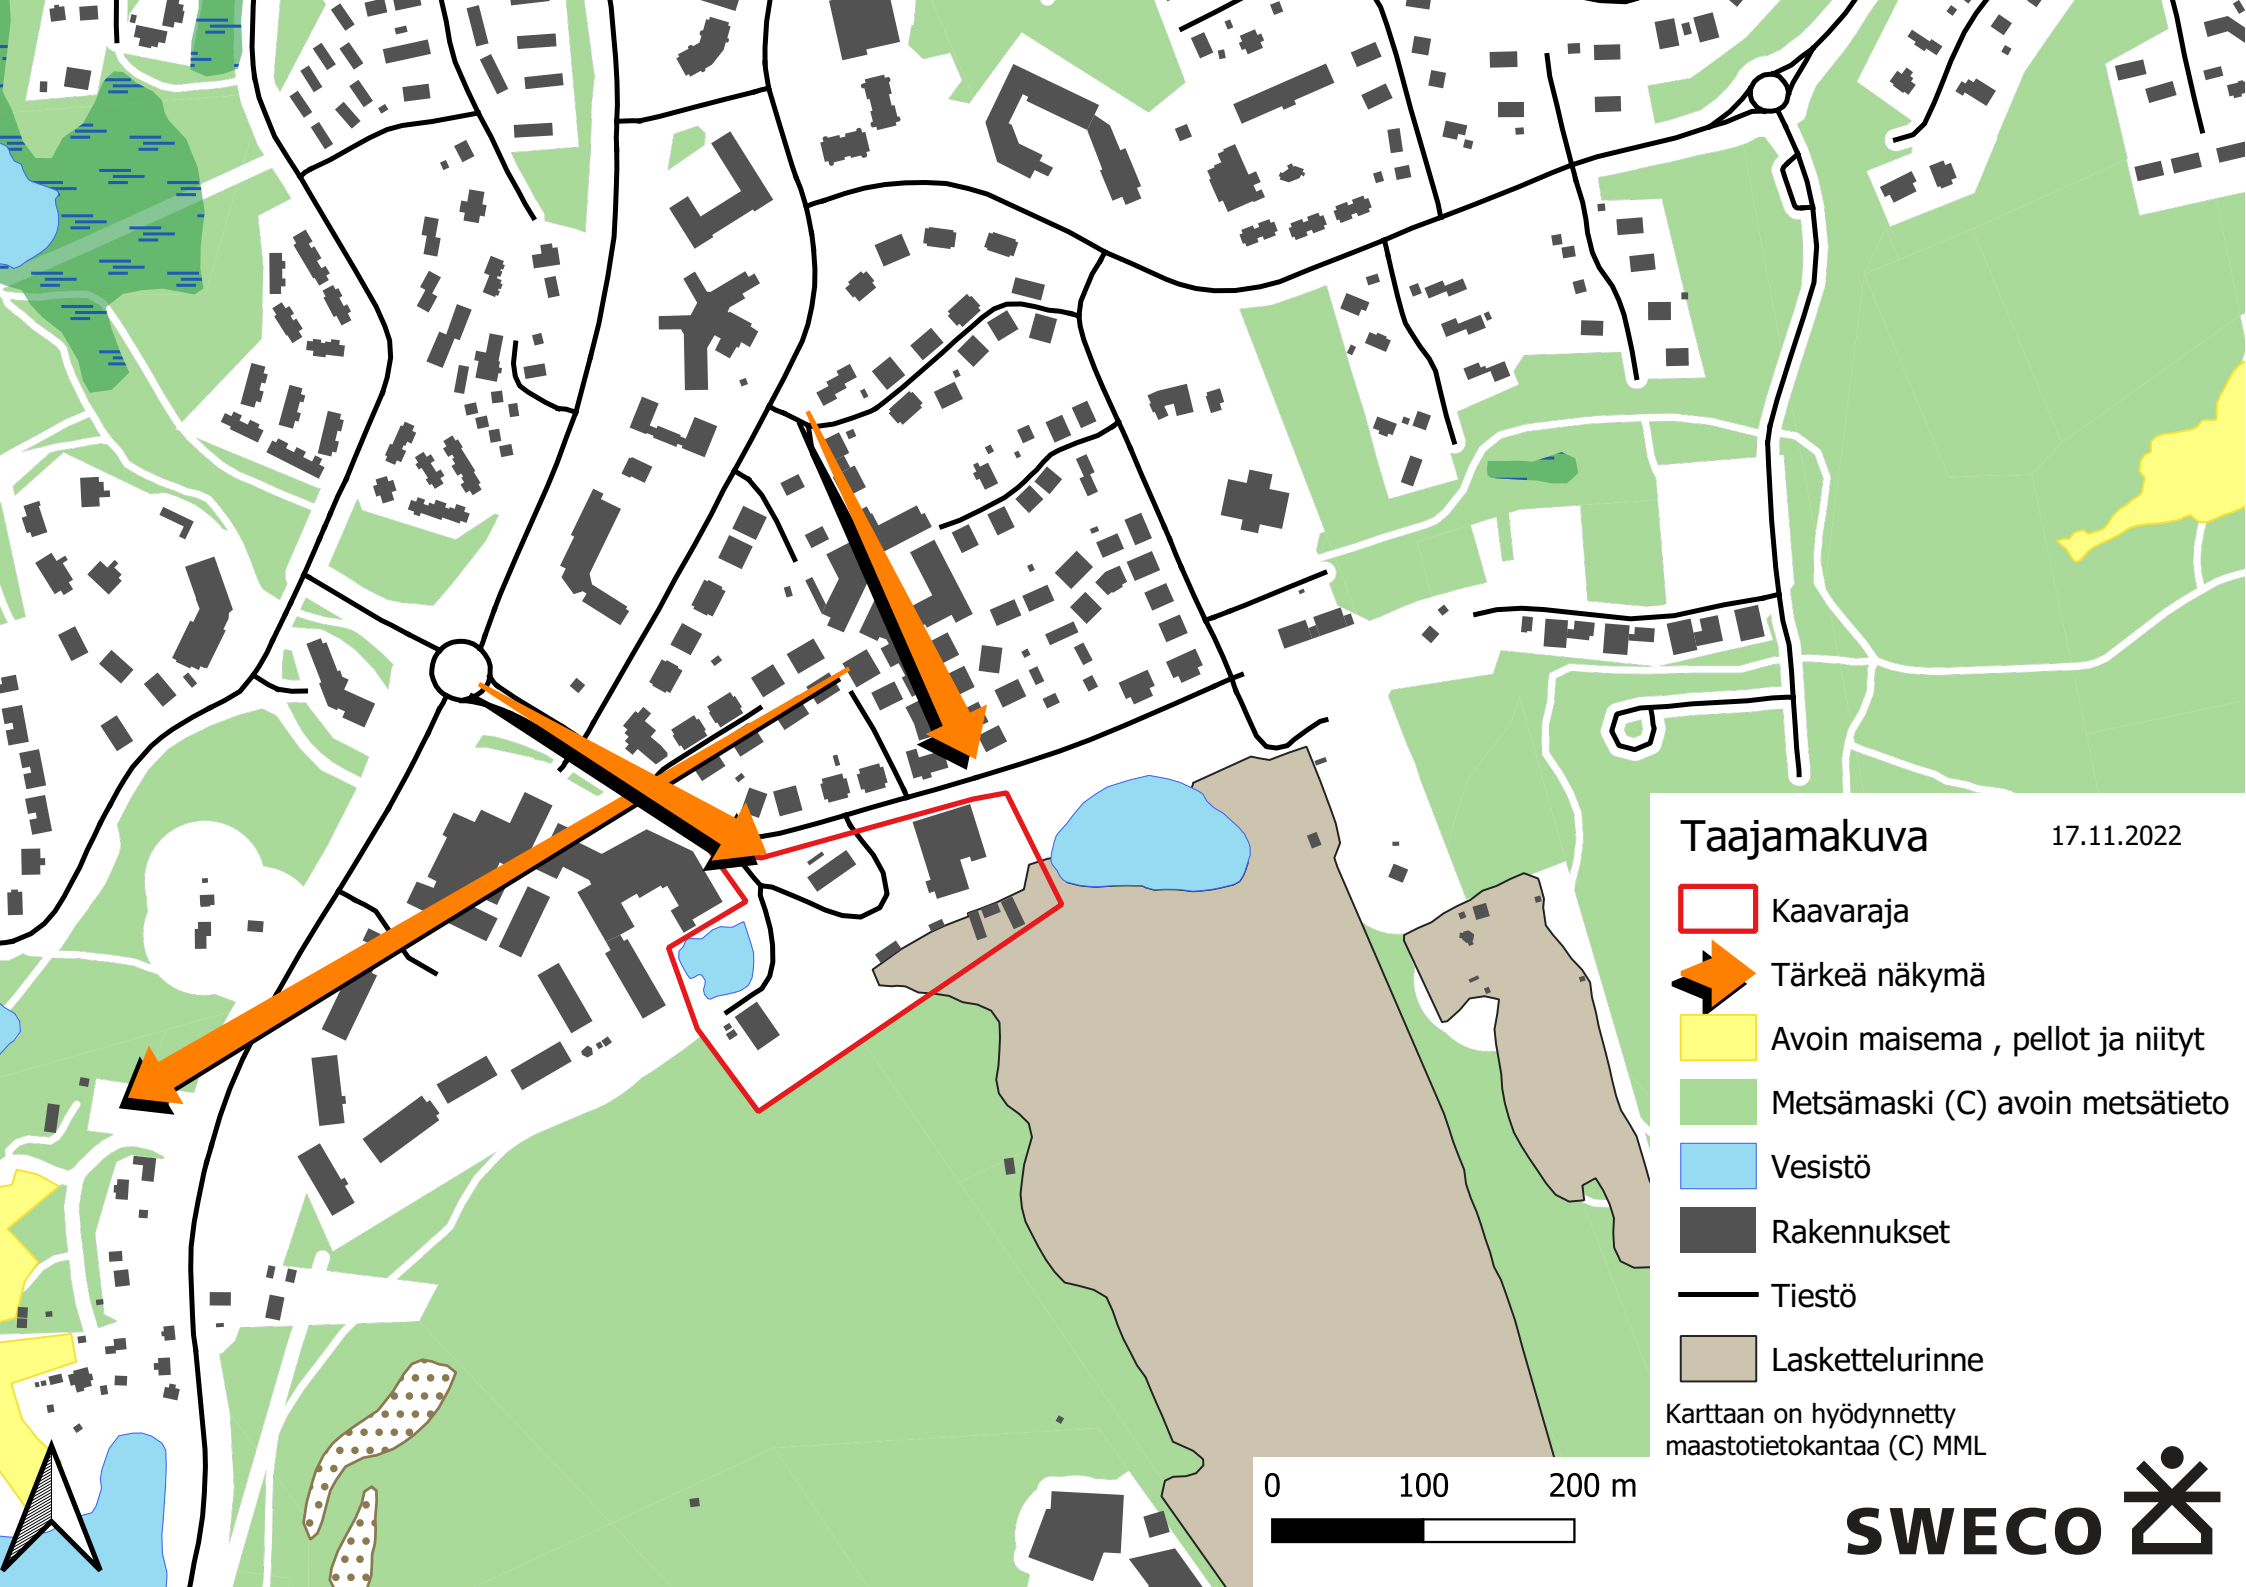 Taajamakuva 17.11.2022
Kaavaraja
Tärkeä näkymä
Avoin maisema , pellot ja niityt
Metsämaski (C) avoin metsätieto
Vesistö
Rakennukset
Tiestö
Laskettelurinne
Karttaan on hyödynnetty
maastotietokantaa (C) MML
0 100 200 m
SWECO